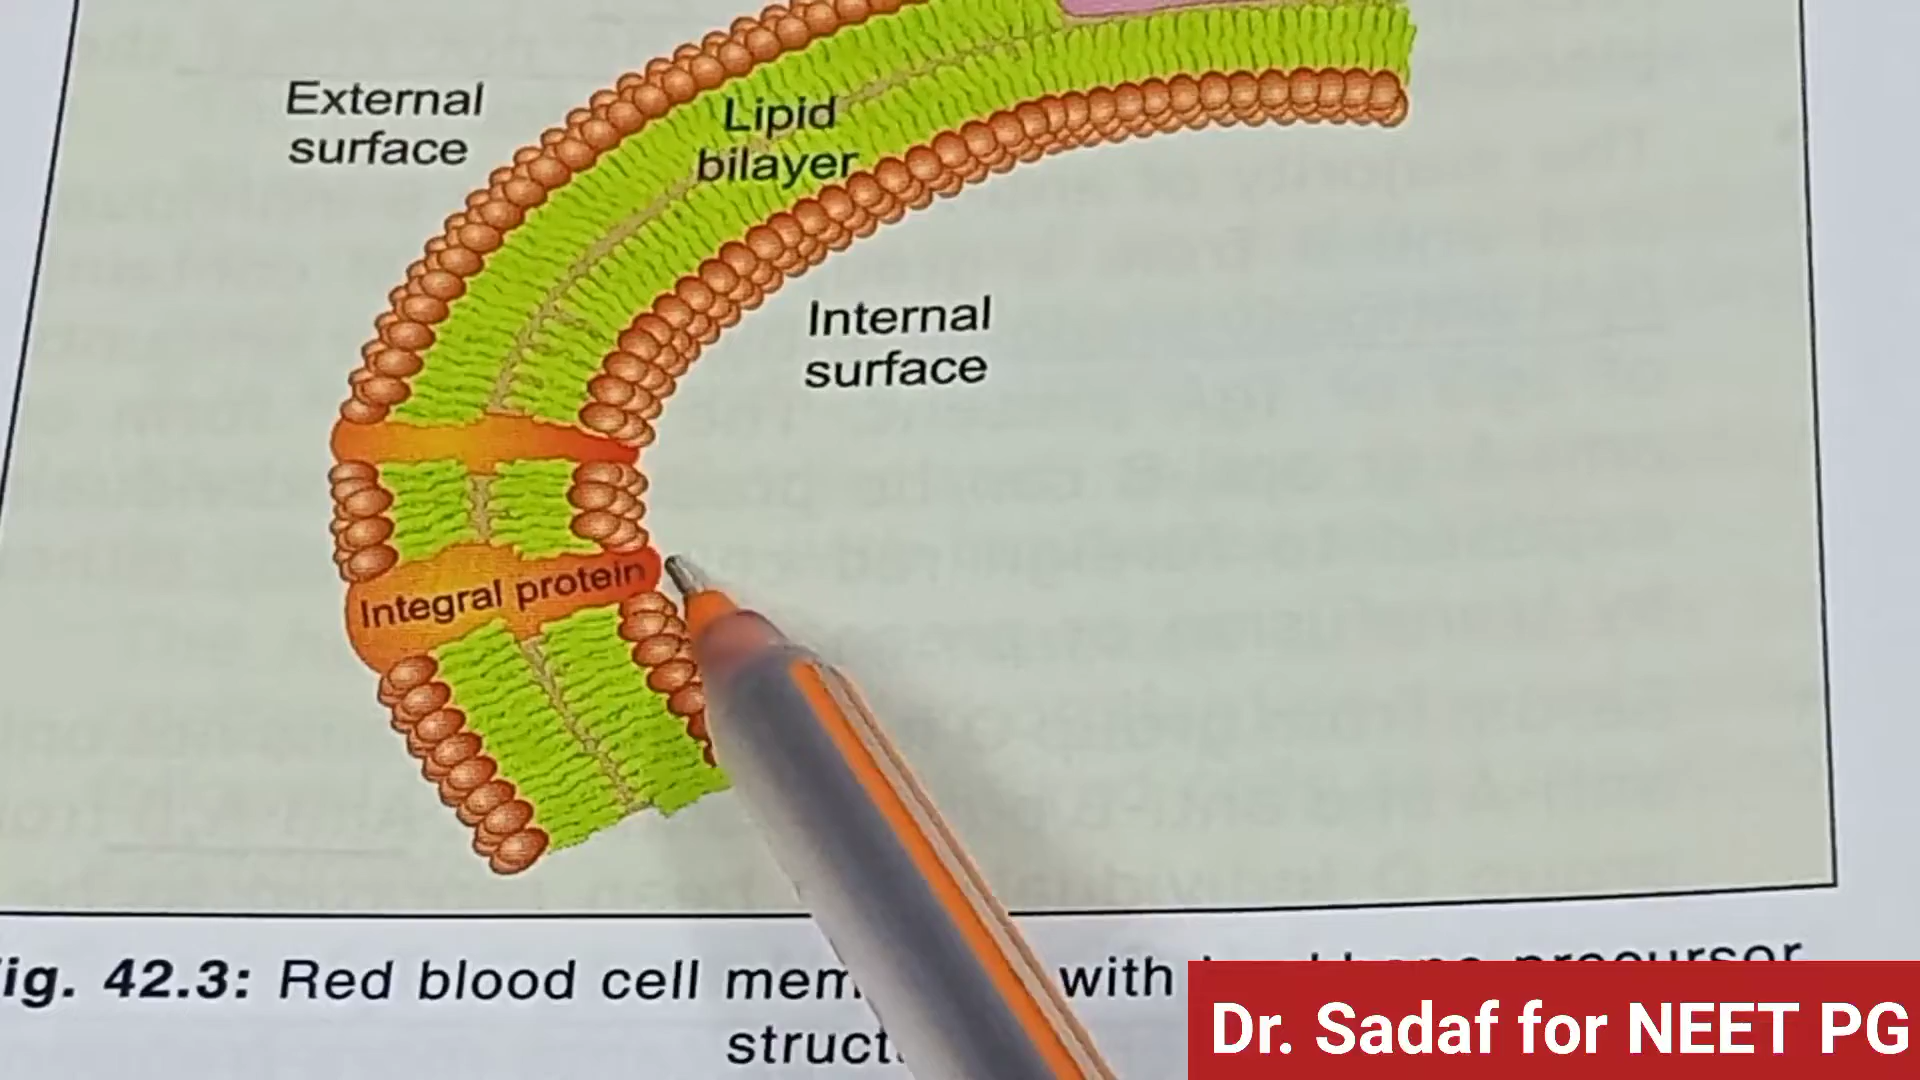 External
surface
Lipid
bilayer
Internal
surface
Integral protein
ig. 42.3: Red blood cell mem with precursor
struct
Dr. Sadaf for NEET PG